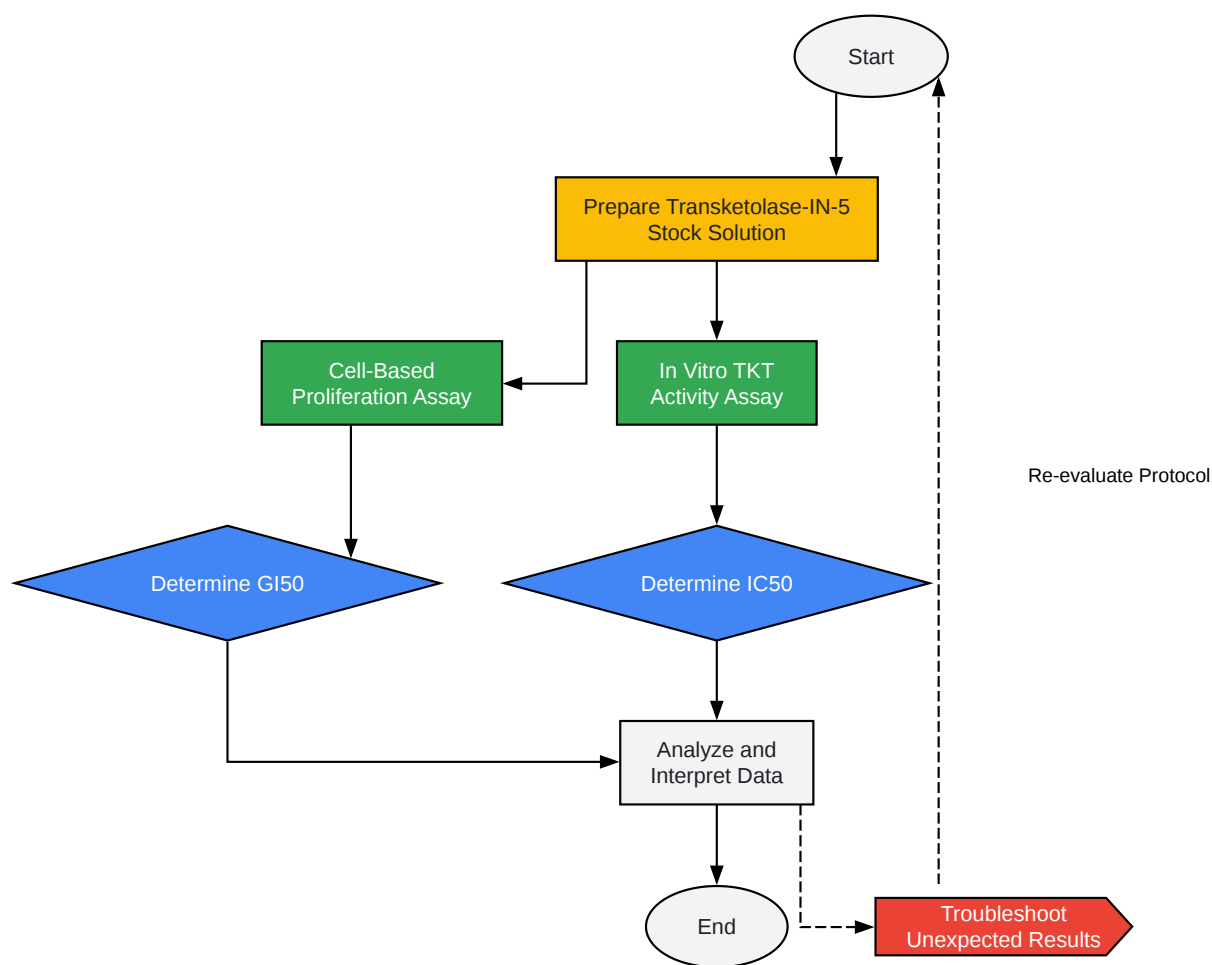 Start
Prepare Transketolase-IN-5
Stock Solution
Cell-Based
Proliferation Assay
In Vitro TKT
Activity Assay
Re-evaluate Protocol
Determine GI50
Determine IC50
Analyze and
Interpret Data
End
Troubleshoot
Unexpected Results